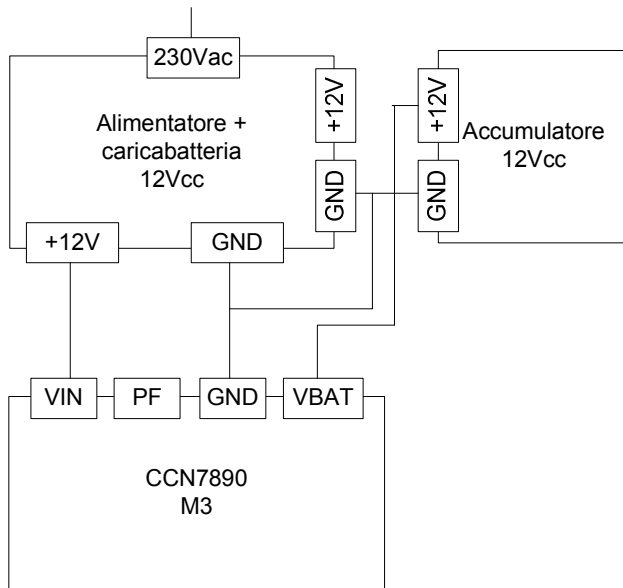 230Vac
+12V
+12V
Alimentatore +
caricabatteria
12Vcc
Accumulatore
12Vcc
GND
GND
+12V
GND
VIN
PF
GND
VBAT
CCN7890
M3